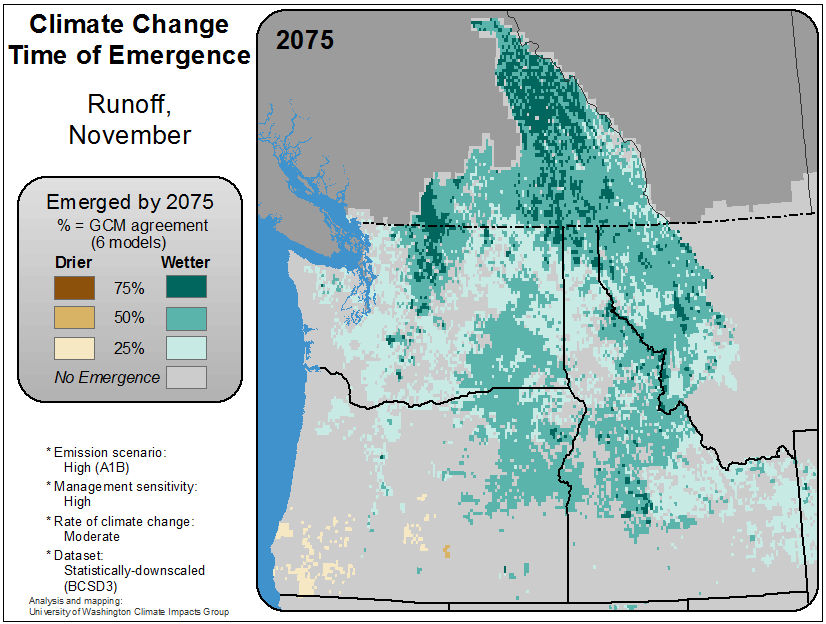 Climate Change
Time of Emergence
Runoff,
November
Emerged by 2075
% = GCM agreement
(6 models)
Drier Wetter
75%
50%
25%
No Emergence
* Emission scenario:
High (A1B)
* Management sensitivity:
High
* Rate of climate change:
Moderate
* Dataset:
Statistically-downscaled
(BCSD3)
Analysis and mapping:
University of Washington Climate Impacts Group
2075